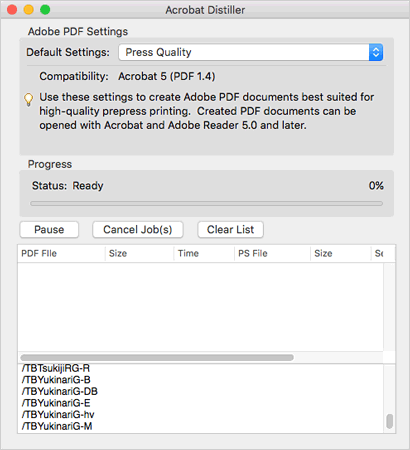 Acrobat Distiller
Adobe PDF Settings
Default Settings: Press Quality
Compatibility: Acrobat 5 (PDF 1.4)
Use these settings to create Adobe PDF documents best suited for
high-quality prepress printing. Created PDF documents can be
opened with Acrobat and Adobe Reader 5.0 and later.
Progress
Status: Ready 0%
Pause Cancel Job(s) Clear List
PDF File Size Time PS File Size Se
/TBTsukijiRG-R
/TBYukinariG-B
/TBYukinariG-DB
/TBYukinariG-E
/TBYukinariG-hv
/TBYukinariG-M